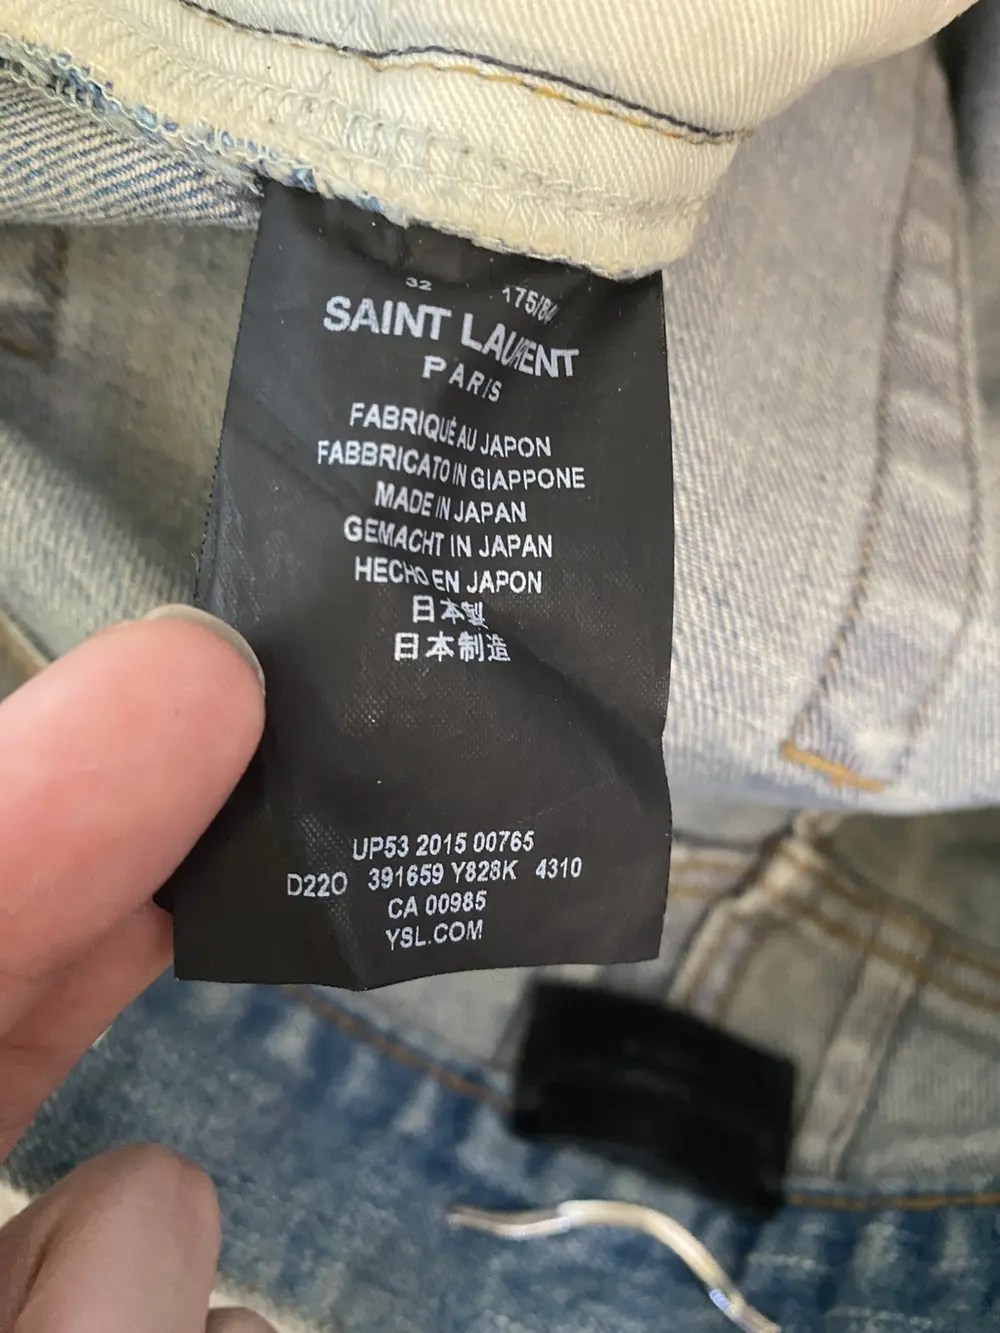 32 175/84
SAINT LAURENT
PARIS
FABRIQUÉ AU JAPON
FABBRICATO IN GIAPPONE
MADE IN JAPAN
GEMACHT IN JAPAN
HECHO EN JAPON
日本製
日本制造
UP53 2015 00765
D220 391659 Y828K 4310
CA 00985
YSL.COM